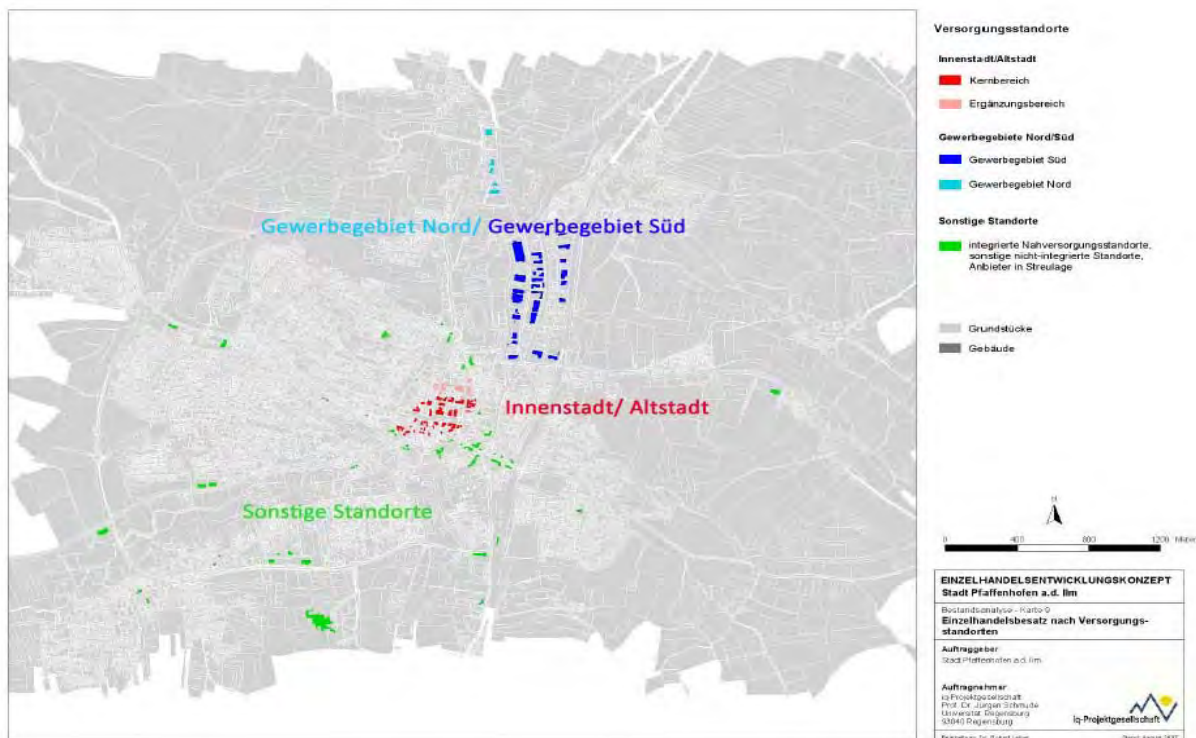 Gewerbegebiet Nord/ Gewerbegebiet Süd
Innenstadt/ Altstadt
Sonstige Standorte
Versorgungsstandorte
Innenstadt/Altstadt
Kernbereich
Ergänzungsbereich
Gewerbegebiete Nord/Süd
Gewerbegebiet Süd
Gewerbegebiet Nord
Sonstige Standorte
integrierte Nahversorgungsstandorte,
sonstige nicht-integrierte Standorte,
Anbieter in Streulage
Grundstücke
Gebäude
0 400 800 1200
EINZELHANDELSENTWICKLUNGSKONZEPT
Stadt Pfaffenhofen a.d. Ilm
Bestandsanalyse - Karte 9
Einzelhandelsbesatz nach Versorgungs-
standorten
Auftraggeber
Stadt Pfaffenhofen a.d. Ilm
Auftragnehmer
iq-Projektgesellschaft
Prof. Dr. Jürgen Schmude
Universität Regensburg
93040 Regensburg
iq-Projektgesellschaft